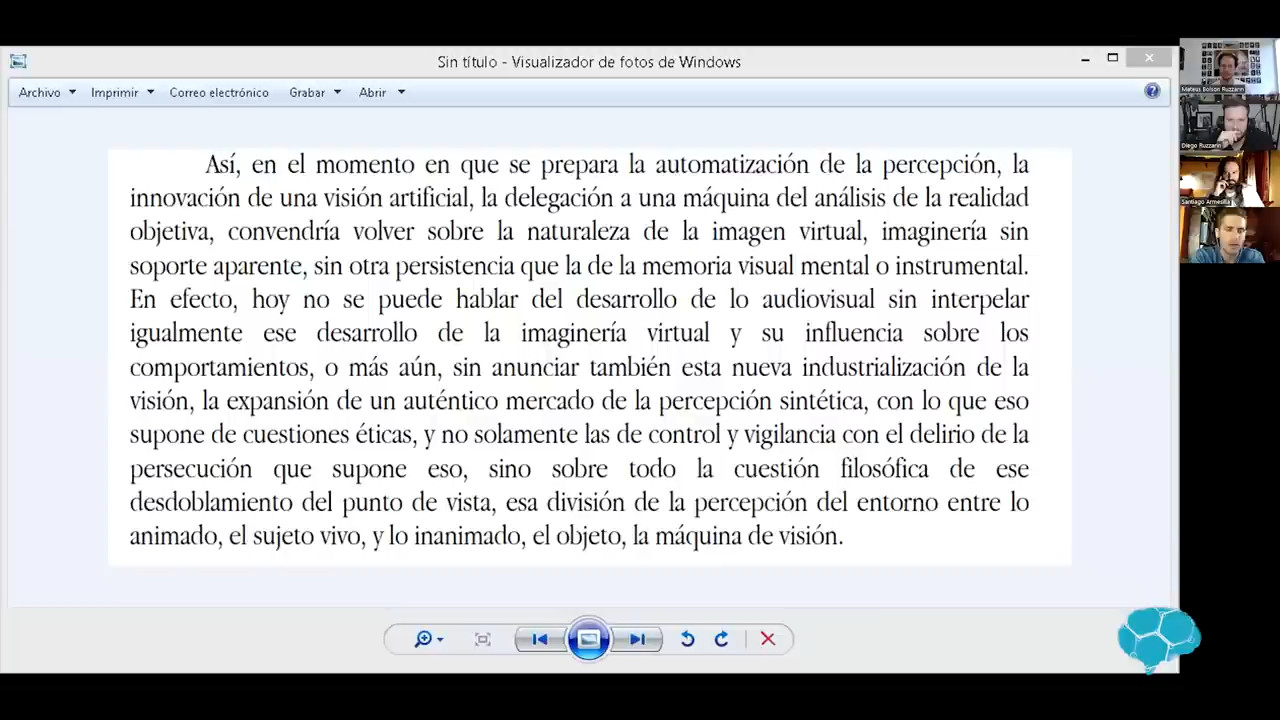 Sin título - Visualizador de fotos de Windows
Archivo Imprimir Correo electrónico Grabar Abrir
Así, en el momento en que se prepara la automatización de la percepción, la
innovación de una visión artificial, la delegación a una máquina del análisis de la realidad
objetiva, convendría volver sobre la naturaleza de la imagen virtual, imaginería sin
soporte aparente, sin otra persistencia que la de la memoria visual mental o instrumental.
En efecto, hoy no se puede hablar del desarrollo de lo audiovisual sin interpelar
igualmente ese desarrollo de la imaginería virtual y su influencia sobre los
comportamientos, o más aún, sin anunciar también esta nueva industrialización de la
visión, la expansión de un auténtico mercado de la percepción sintética, con lo que eso
supone de cuestiones éticas, y no solamente las de control y vigilancia con el delirio de la
persecución que supone eso, sino sobre todo la cuestión filosófica de ese
desdoblamiento del punto de vista, esa división de la percepción del entorno entre lo
animado, el sujeto vivo, y lo inanimado, el objeto, la máquina de visión.
Mateus Bolson Ruzzarin
Diego Ruzzarin
Santiago Armesilla